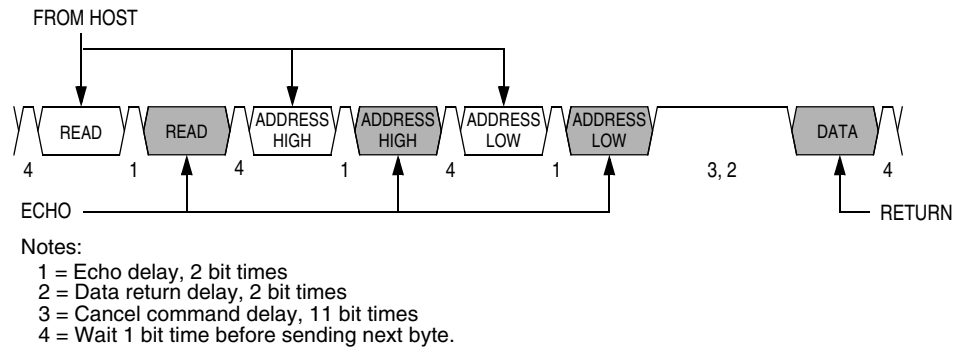 FROM HOST
READ READ ADDRESS HIGH ADDRESS HIGH ADDRESS LOW ADDRESS LOW DATA
4 1 4 1 4 1 3, 2 4
ECHO RETURN
Notes:
1 = Echo delay, 2 bit times
2 = Data return delay, 2 bit times
3 = Cancel command delay, 11 bit times
4 = Wait 1 bit time before sending next byte.